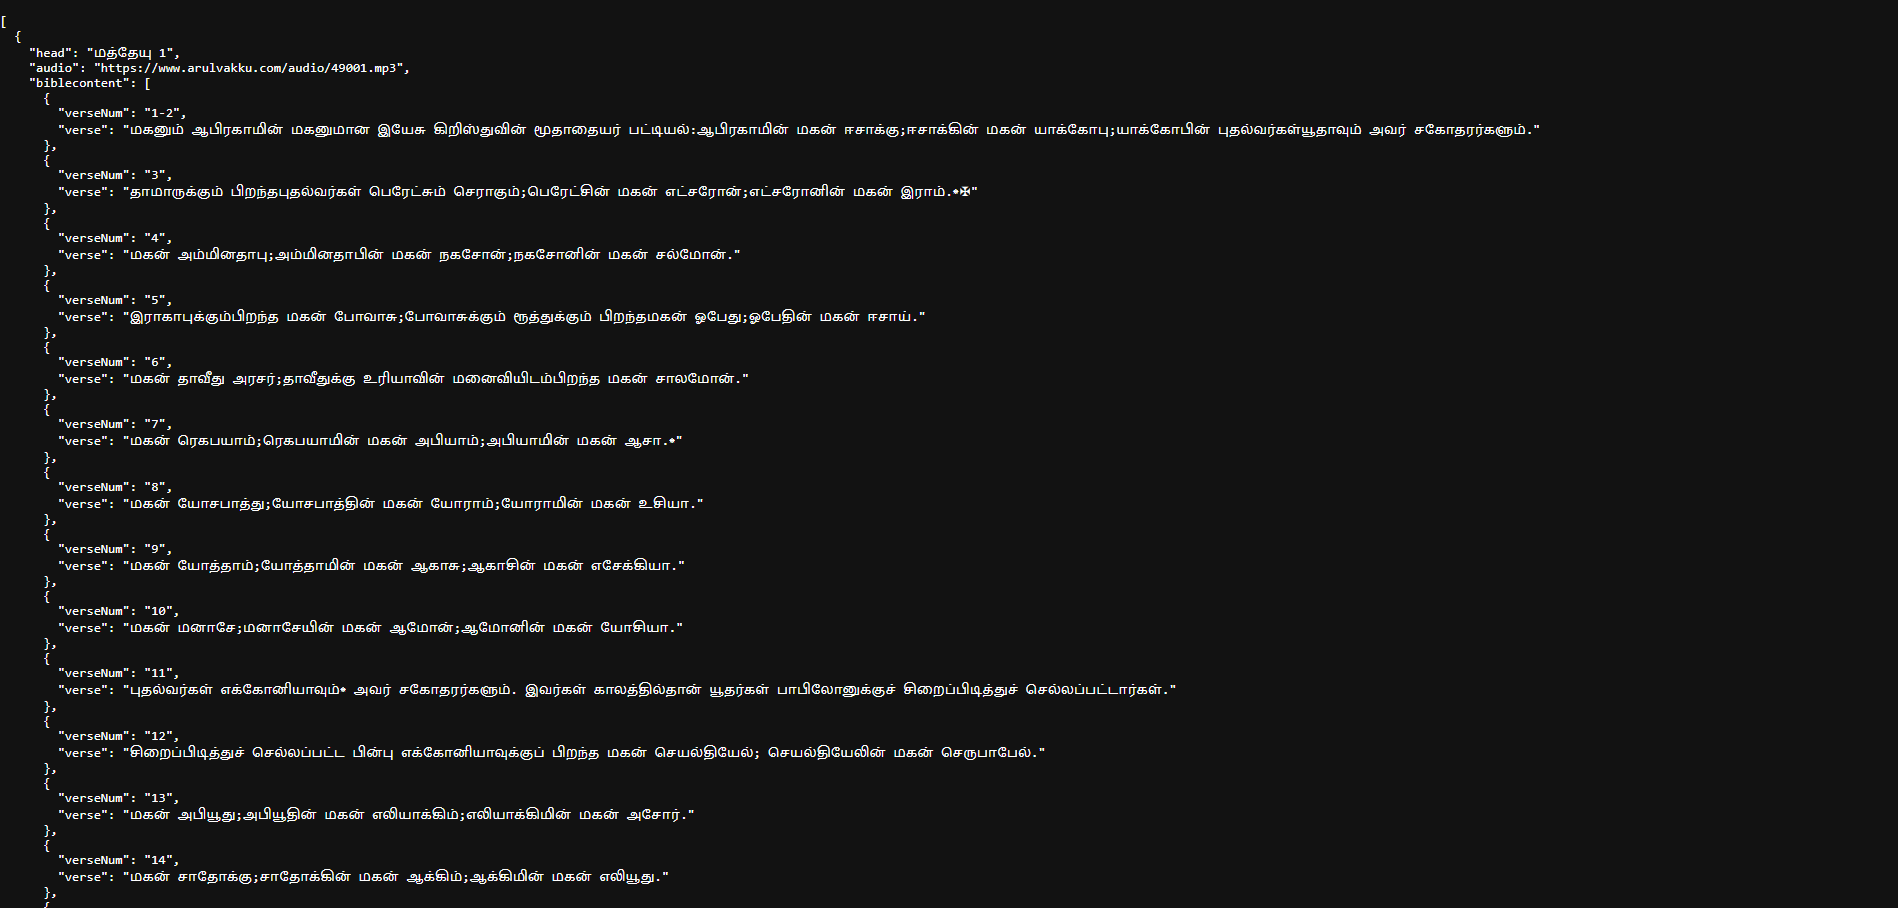 [
{
"head": "மத்தேயு 1",
"audio": "https://www.arulvakku.com/audio/49001.mp3",
"biblecontent": [
{
"verseNum": "1-2",
"verse": "மகனும் ஆபிரகாமின் மகனுமான இயேசு கிறிஸ்துவின் மூதாதையர் பட்டியல்:ஆபிரகாமின் மகன் ஈசாக்கு;ஈசாக்கின் மகன் யாக்கோபு;யாக்கோபின் புதல்வர்கள்யூதாவும் அவர் சகோதரர்களும்."
},
{
"verseNum": "3",
"verse": "தாமாருக்கும் பிறந்தபுதல்வர்கள் பெரேட்சும் செராகும்;பெரேட்சின் மகன் எட்சரோன்;எட்சரோனின் மகன் இராம்.⁕✠"
},
{
"verseNum": "4",
"verse": "மகன் அம்மினதாபு;அம்மினதாபின் மகன் நகசோன்;நகசோனின் மகன் சல்மோன்."
},
{
"verseNum": "5",
"verse": "இராகாபுக்கும்பிறந்த மகன் போவாசு;போவாசுக்கும் ரூத்துக்கும் பிறந்தமகன் ஓபேது;ஓபேதின் மகன் ஈசாய்."
},
{
"verseNum": "6",
"verse": "மகன் தாவீது அரசர்;தாவீதுக்கு உரியாவின் மனைவியிடம்பிறந்த மகன் சாலமோன்."
},
{
"verseNum": "7",
"verse": "மகன் ரெகபயாம்;ரெகபயாமின் மகன் அபியாம்;அபியாமின் மகன் ஆசா.⁕"
},
{
"verseNum": "8",
"verse": "மகன் யோசபாத்து;யோசபாத்தின் மகன் யோராம்;யோராமின் மகன் உசியா."
},
{
"verseNum": "9",
"verse": "மகன் யோத்தாம்;யோத்தாமின் மகன் ஆகாசு;ஆகாசின் மகன் எசேக்கியா."
},
{
"verseNum": "10",
"verse": "மகன் மனாசே;மனாசேயின் மகன் ஆமோன்;ஆமோனின் மகன் யோசியா."
},
{
"verseNum": "11",
"verse": "புதல்வர்கள் எக்கோனியாவும்⁕ அவர் சகோதரர்களும். இவர்கள் காலத்தில்தான் யூதர்கள் பாபிலோனுக்குச் சிறைப்பிடித்துச் செல்லப்பட்டார்கள்."
},
{
"verseNum": "12",
"verse": "சிறைப்பிடித்துச் செல்லப்பட்ட பின்பு எக்கோனியாவுக்குப் பிறந்த மகன் செயல்தியேல்; செயல்தியேலின் மகன் செருபாபேல்."
},
{
"verseNum": "13",
"verse": "மகன் அபியூது;அபியூதின் மகன் எலியாக்கிம்;எலியாக்கிமின் மகன் அசோர்."
},
{
"verseNum": "14",
"verse": "மகன் சாதோக்கு;சாதோக்கின் மகன் ஆக்கிம்;ஆக்கிமின் மகன் எலியூது."
},
{